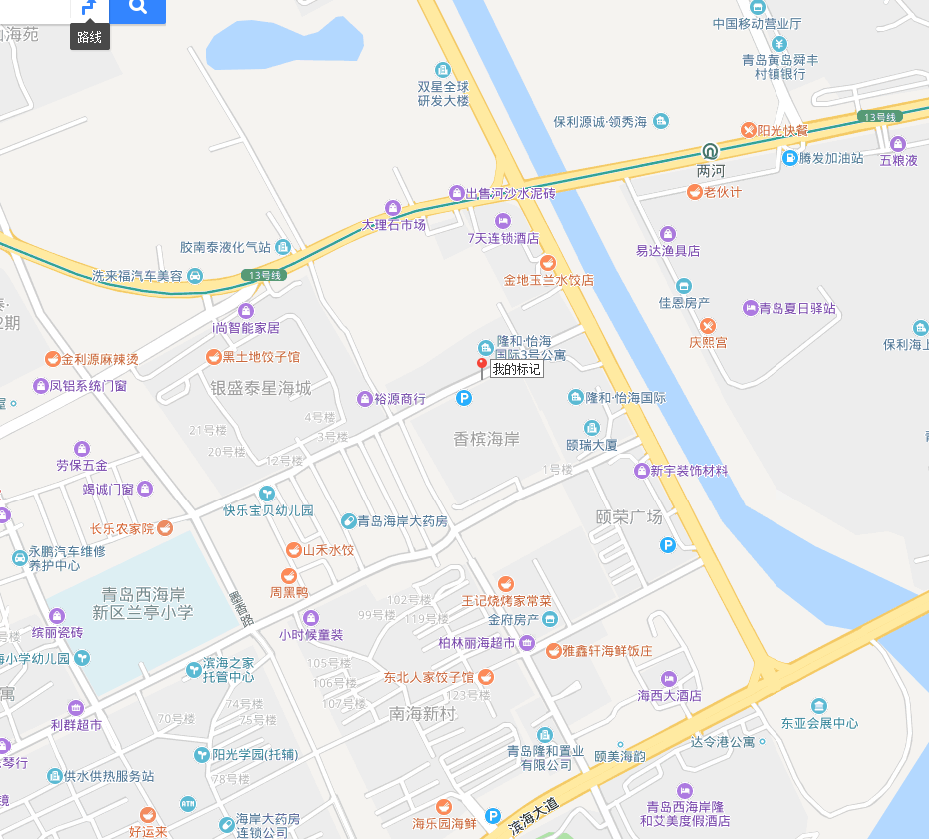 海苑
路线
中国移动营业厅
青岛黄岛舜丰
村镇银行
双星全球
研发大楼
保利源诚·领秀海
13号线
阳光快餐
腾发加油站
五粮液
两河
老伙计
出售河沙水泥砖
大理石市场
7天连锁酒店
易达渔具店
胶南泰液化气站
洗来福汽车美容
13号线
金地玉兰水饺店
佳恩房产
青岛夏日驿站
2期
i尚智能家居
庆熙宫
保利海上
隆和·怡海
国际3号公寓
我的标记
金利源麻辣烫
黑土地饺子馆
凤铝系统门窗
银盛泰星海城
裕源商行
P
隆和·怡海国际
屋
4号楼
21号楼
3号楼
香槟海岸
颐瑞大厦
20号楼
12号楼
劳保五金
1号楼
新宇装饰材料
竭诚门窗
快乐宝贝幼儿园
青岛海岸大药房
颐荣广场
长乐农家院
P
永鹏汽车维修
养护中心
山禾水饺
周黑鸭
青岛西海岸
新区兰亭小学
墨香路
王记烧烤家常菜
102号楼
99号楼
119号楼
金府房产
缤丽瓷砖
号楼
小时候童装
柏林丽海超市
雅鑫轩海鲜饭庄
海小学幼儿园
滨海之家
托管中心
105号楼
106号楼
107号楼
东北人家饺子馆
123号楼
海西大酒店
寓
利群超市
74号楼
70号楼
75号楼
南海新村
东亚会展中心
达令港公寓
琴行
阳光学园(托辅)
青岛隆和置业
有限公司
颐美海韵
供水供热服务站
78号楼
镜
ATM
好运来
海岸大药房
连锁公司
海乐园海鲜
P
滨海大道
青岛西海岸隆
和艾美度假酒店